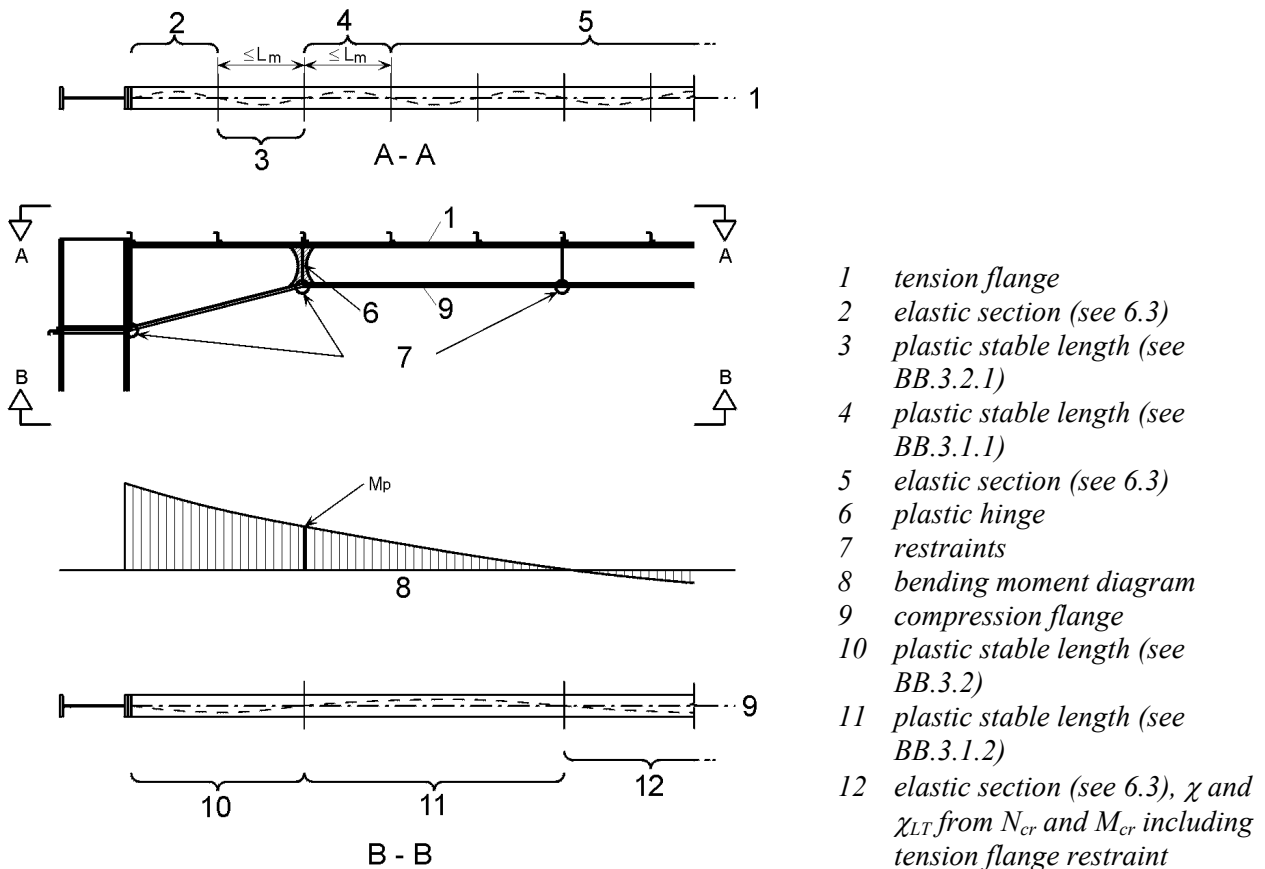 2
4
5
≤Lm
≤Lm
1
3
A - A
A
A
1
6
9
7
B
B
Mp
8
9
10
11
12
B - B
1 tension flange
2 elastic section (see 6.3)
3 plastic stable length (see
BB.3.2.1)
4 plastic stable length (see
BB.3.1.1)
5 elastic section (see 6.3)
6 plastic hinge
7 restraints
8 bending moment diagram
9 compression flange
10 plastic stable length (see
BB.3.2)
11 plastic stable length (see
BB.3.1.2)
12 elastic section (see 6.3), χ and
χLT from Ncr and Mcr including
tension flange restraint